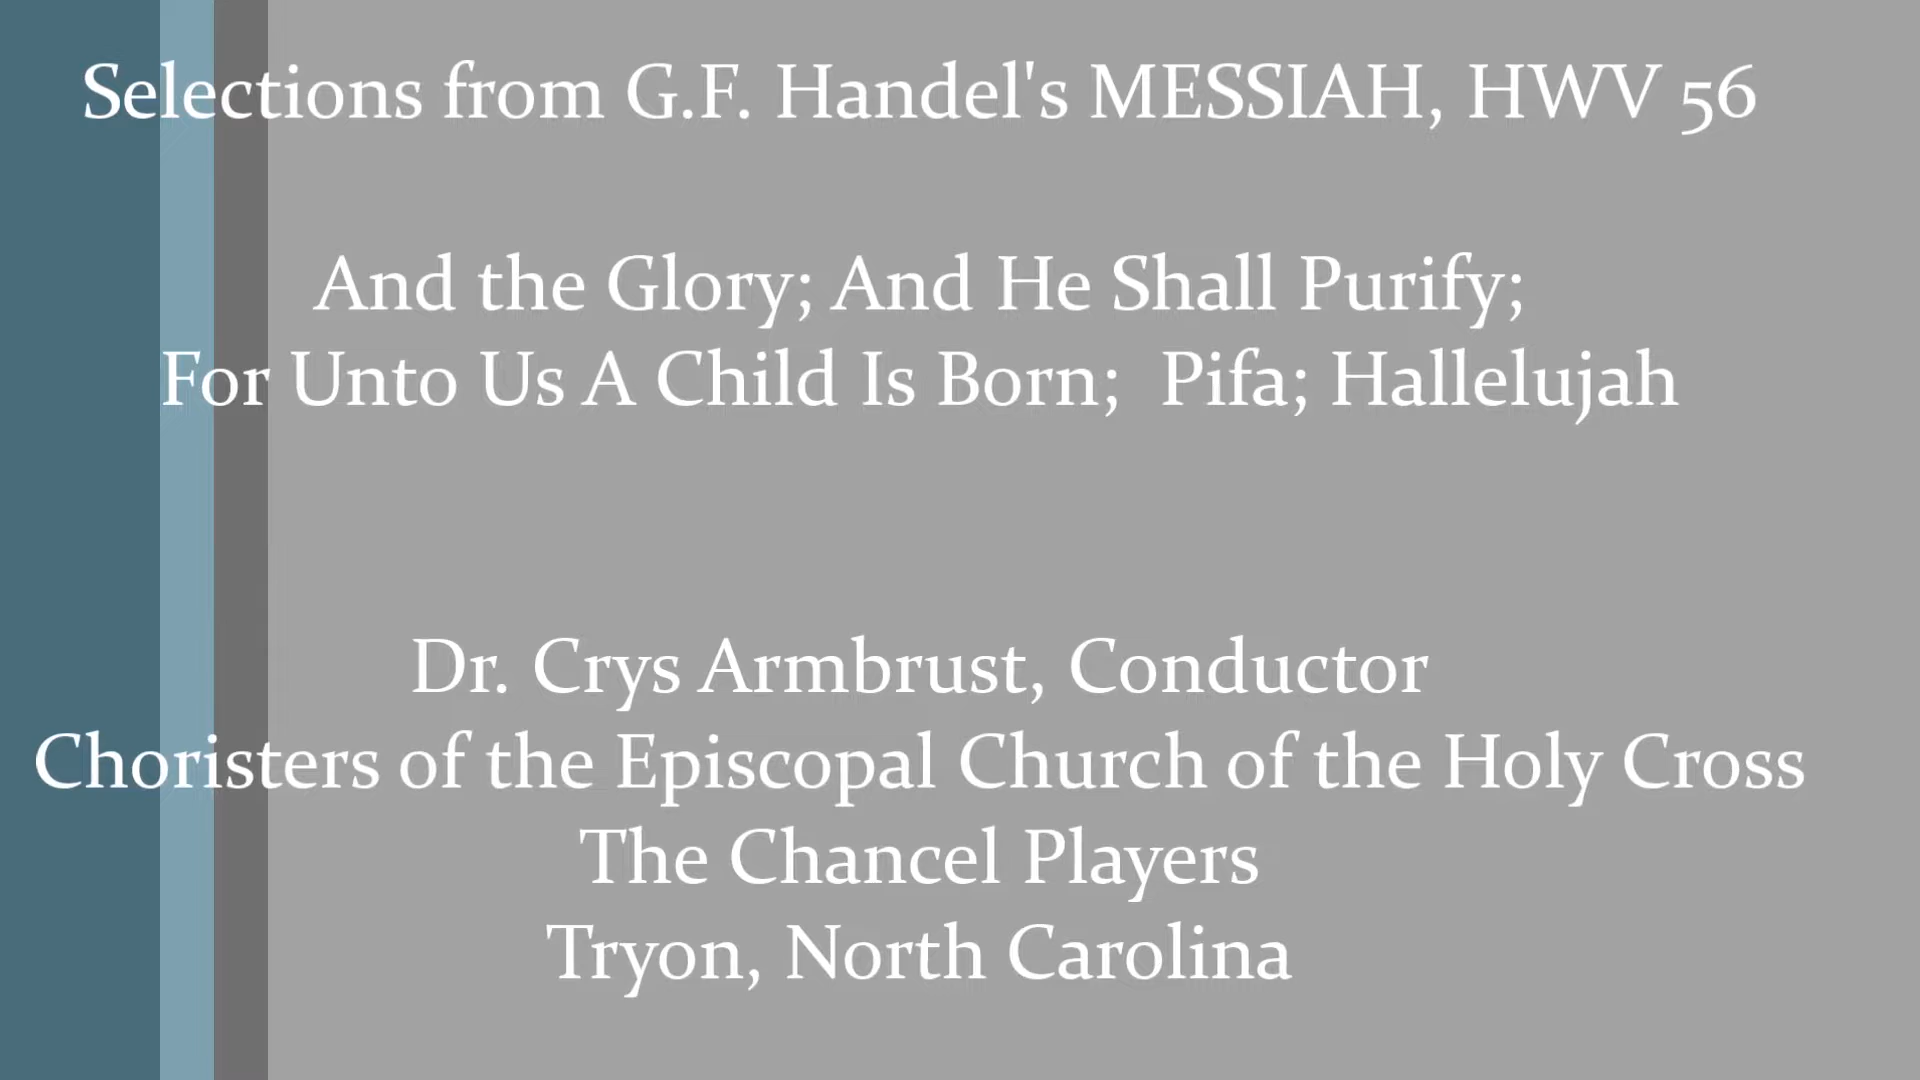 Selections from G.F. Handel's MESSIAH, HWV 56
And the Glory; And He Shall Purify;
For Unto Us A Child Is Born;  Pifa; Hallelujah
Dr. Crys Armbrust, Conductor
Choristers of the Episcopal Church of the Holy Cross
The Chancel Players
Tryon, North Carolina